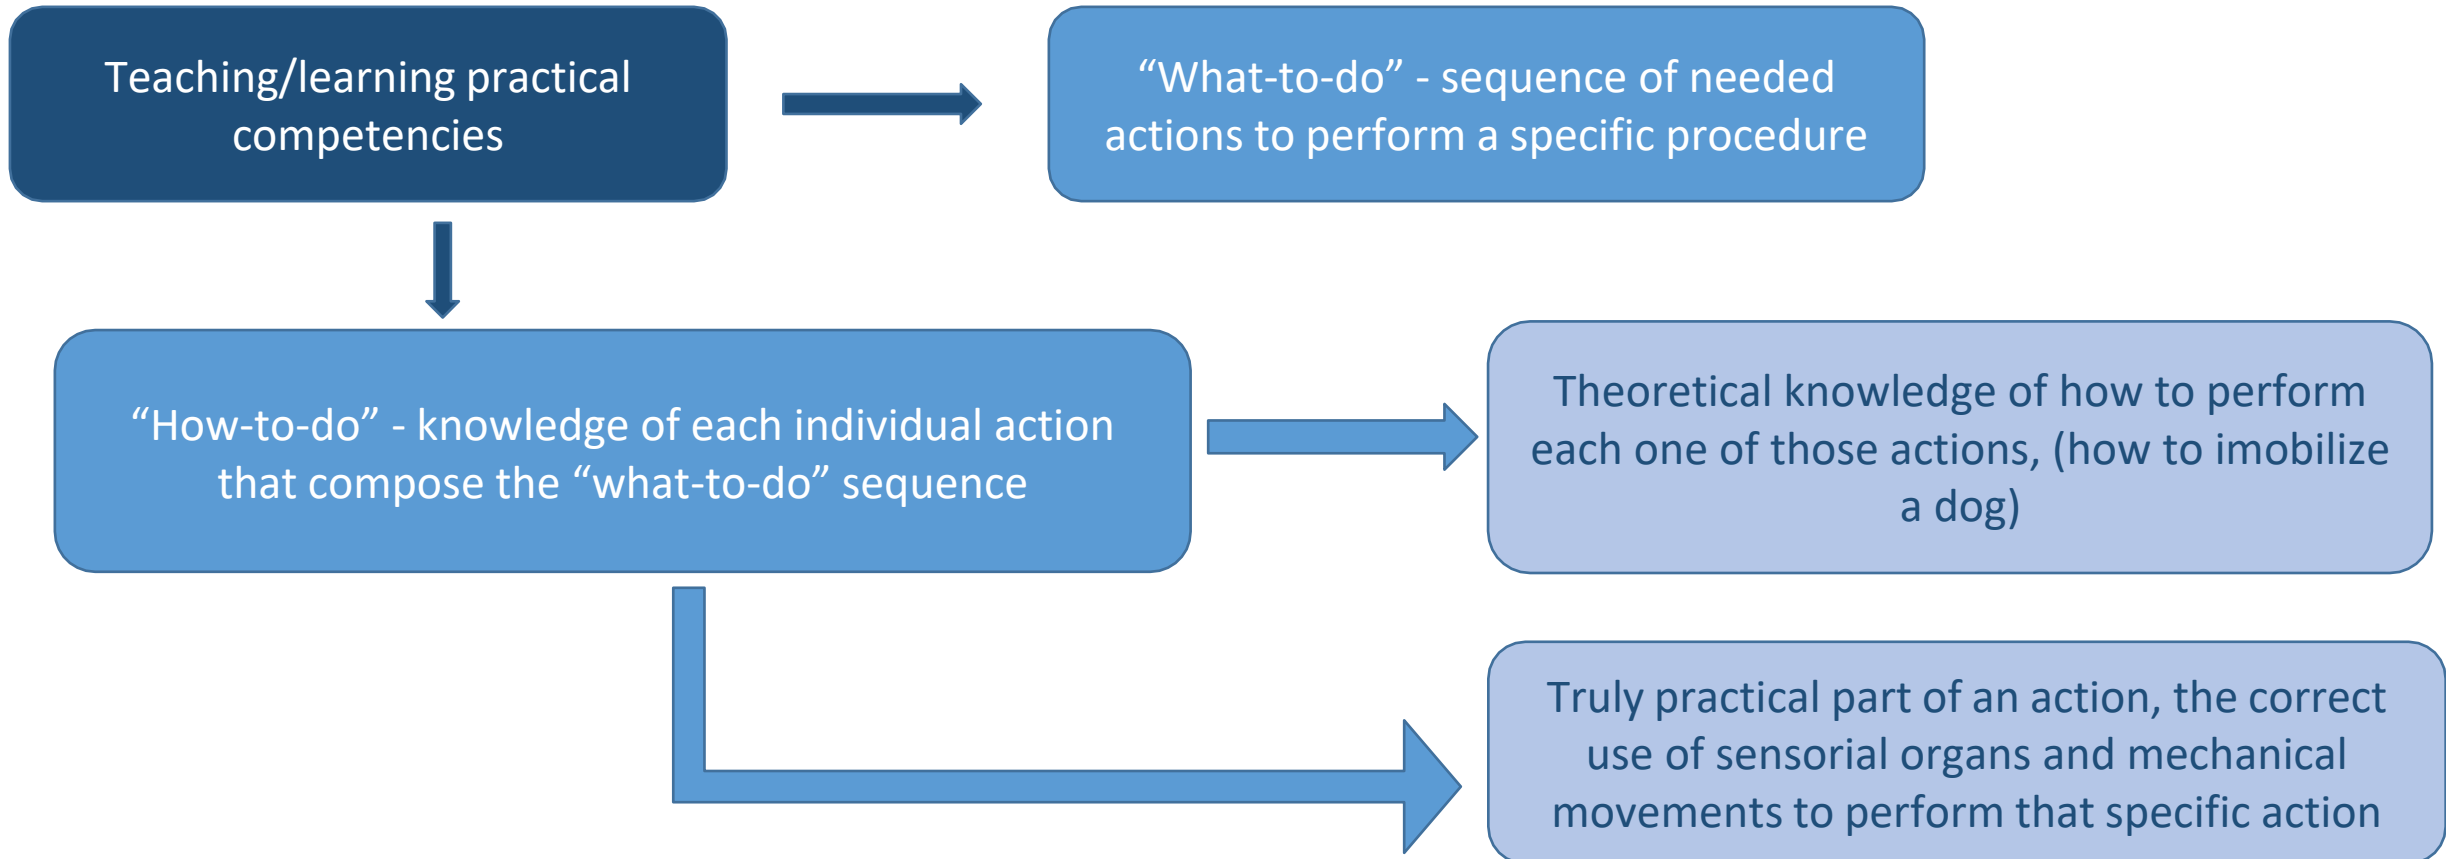 Teaching/learning practical
competencies
“What-to-do” - sequence of needed
actions to perform a specific procedure
“How-to-do” - knowledge of each individual action
that compose the “what-to-do” sequence
Theoretical knowledge of how to perform
each one of those actions, (how to imobilize
a dog)
Truly practical part of an action, the correct
use of sensorial organs and mechanical
movements to perform that specific action